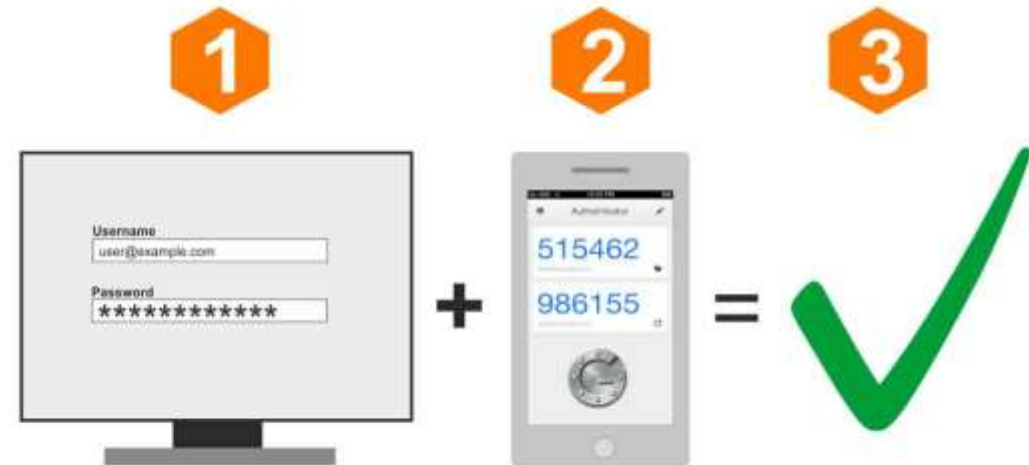 1
2
3
Username
user@example.com
Password
************
+
Authenticator
515462
986155
=